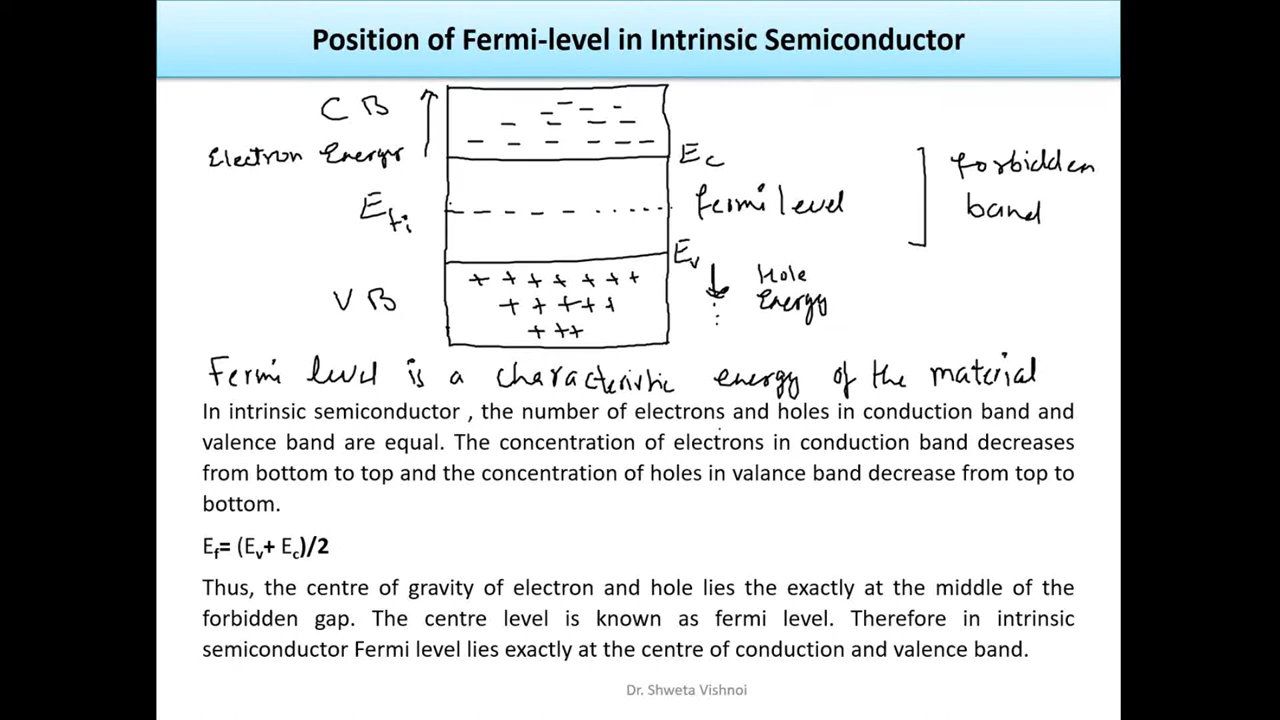 Position of Fermi-level in Intrinsic Semiconductor
C B
Electron Energy
Ec
forbidden
band
Efi
fermi level
Ev
Hole
Energy
V B
Fermi level is a characteristic energy of the material
In intrinsic semiconductor , the number of electrons and holes in conduction band and
valence band are equal. The concentration of electrons in conduction band decreases
from bottom to top and the concentration of holes in valance band decrease from top to
bottom.
Ef= (Ev+ Ec)/2
Thus, the centre of gravity of electron and hole lies the exactly at the middle of the
forbidden gap. The centre level is known as fermi level. Therefore in intrinsic
semiconductor Fermi level lies exactly at the centre of conduction and valence band.
Dr. Shweta Vishnoi